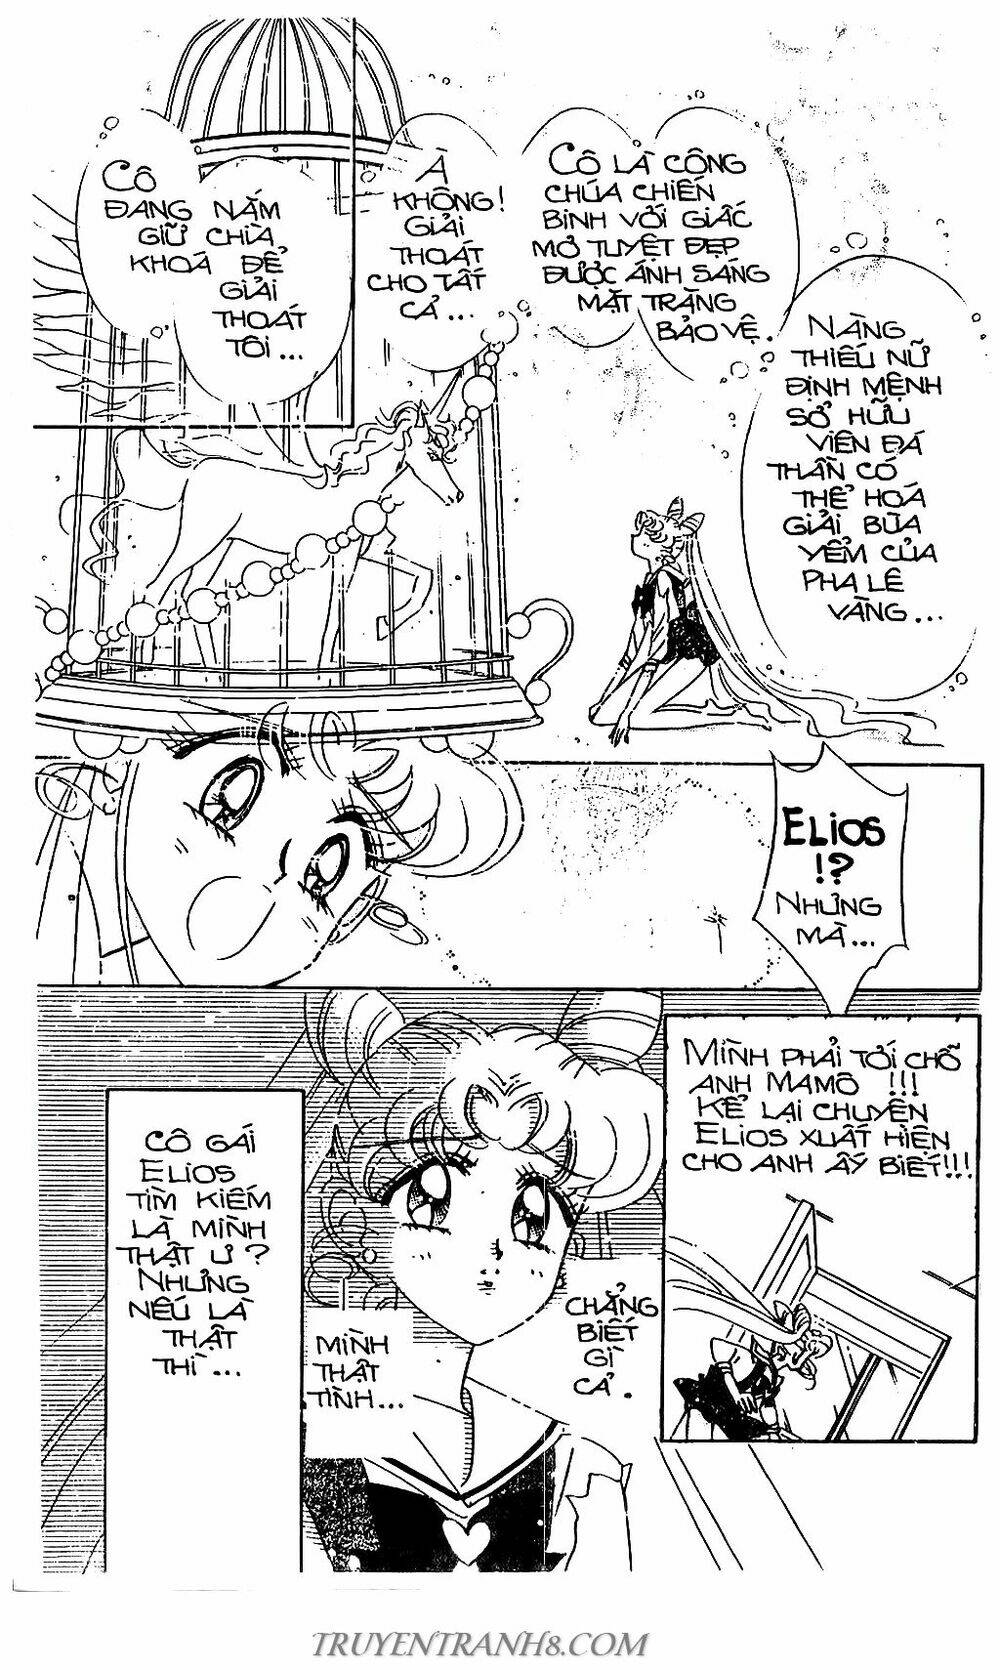 CÔ
ĐANG NẮM
GIỮ CHÌA
KHOÁ ĐỂ
GIẢI
THOÁT
TÔI...
À
KHÔNG!
GIẢI
THOÁT
CHO TẤT
CẢ...
CÔ LÀ CÔNG
CHÚA CHIẾN
BINH VỚI GIẤC
MƠ TUYỆT ĐẸP
ĐƯỢC ÁNH SÁNG
MẶT TRĂNG
BẢO VỆ.
NÀNG
THIẾU NỮ
ĐỊNH MỆNH
SỞ HỮU
VIÊN ĐÁ
THẦN CÓ
THỂ HOÁ
GIẢI BÙA
YỂM CỦA
PHA LÊ
VÀNG...
ELIOS
!?
NHƯNG
MÀ...
MÌNH PHẢI TỚI CHỖ
ANH MAMÔ !!!
KỂ LẠI CHUYỆN
ELIOS XUẤT HIỆN
CHO ANH ẤY BIẾT!!!
CÔ GÁI
ELIOS
TÌM KIẾM
LÀ MÌNH
THẬT Ư?
NHƯNG
NẾU LÀ
THẬT
THÌ...
MÌNH
THẬT
TÌNH...
CHẲNG
BIẾT
GÌ
CẢ.
TRUYENTRANH8.COM